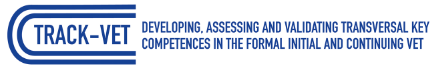 TRACK-VET
DEVELOPING, ASSESSING AND VALIDATING TRANSVERSAL KEY
COMPETENCES IN THE FORMAL INITIAL AND CONTINUING VET